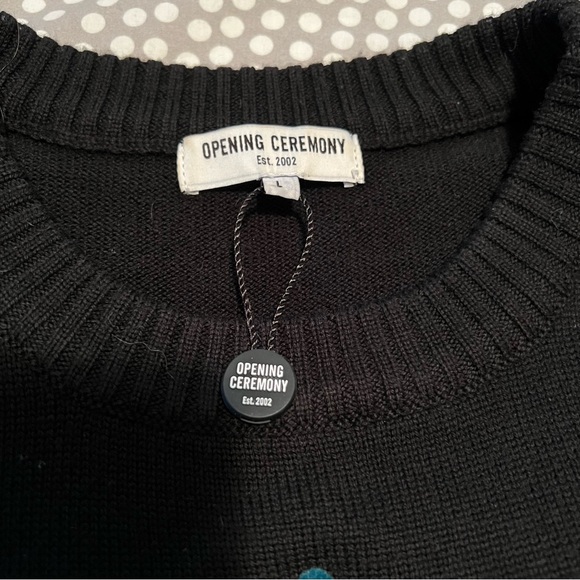 OPENING CEREMONY
Est. 2002
L
OPENING
CEREMONY
Est. 2002